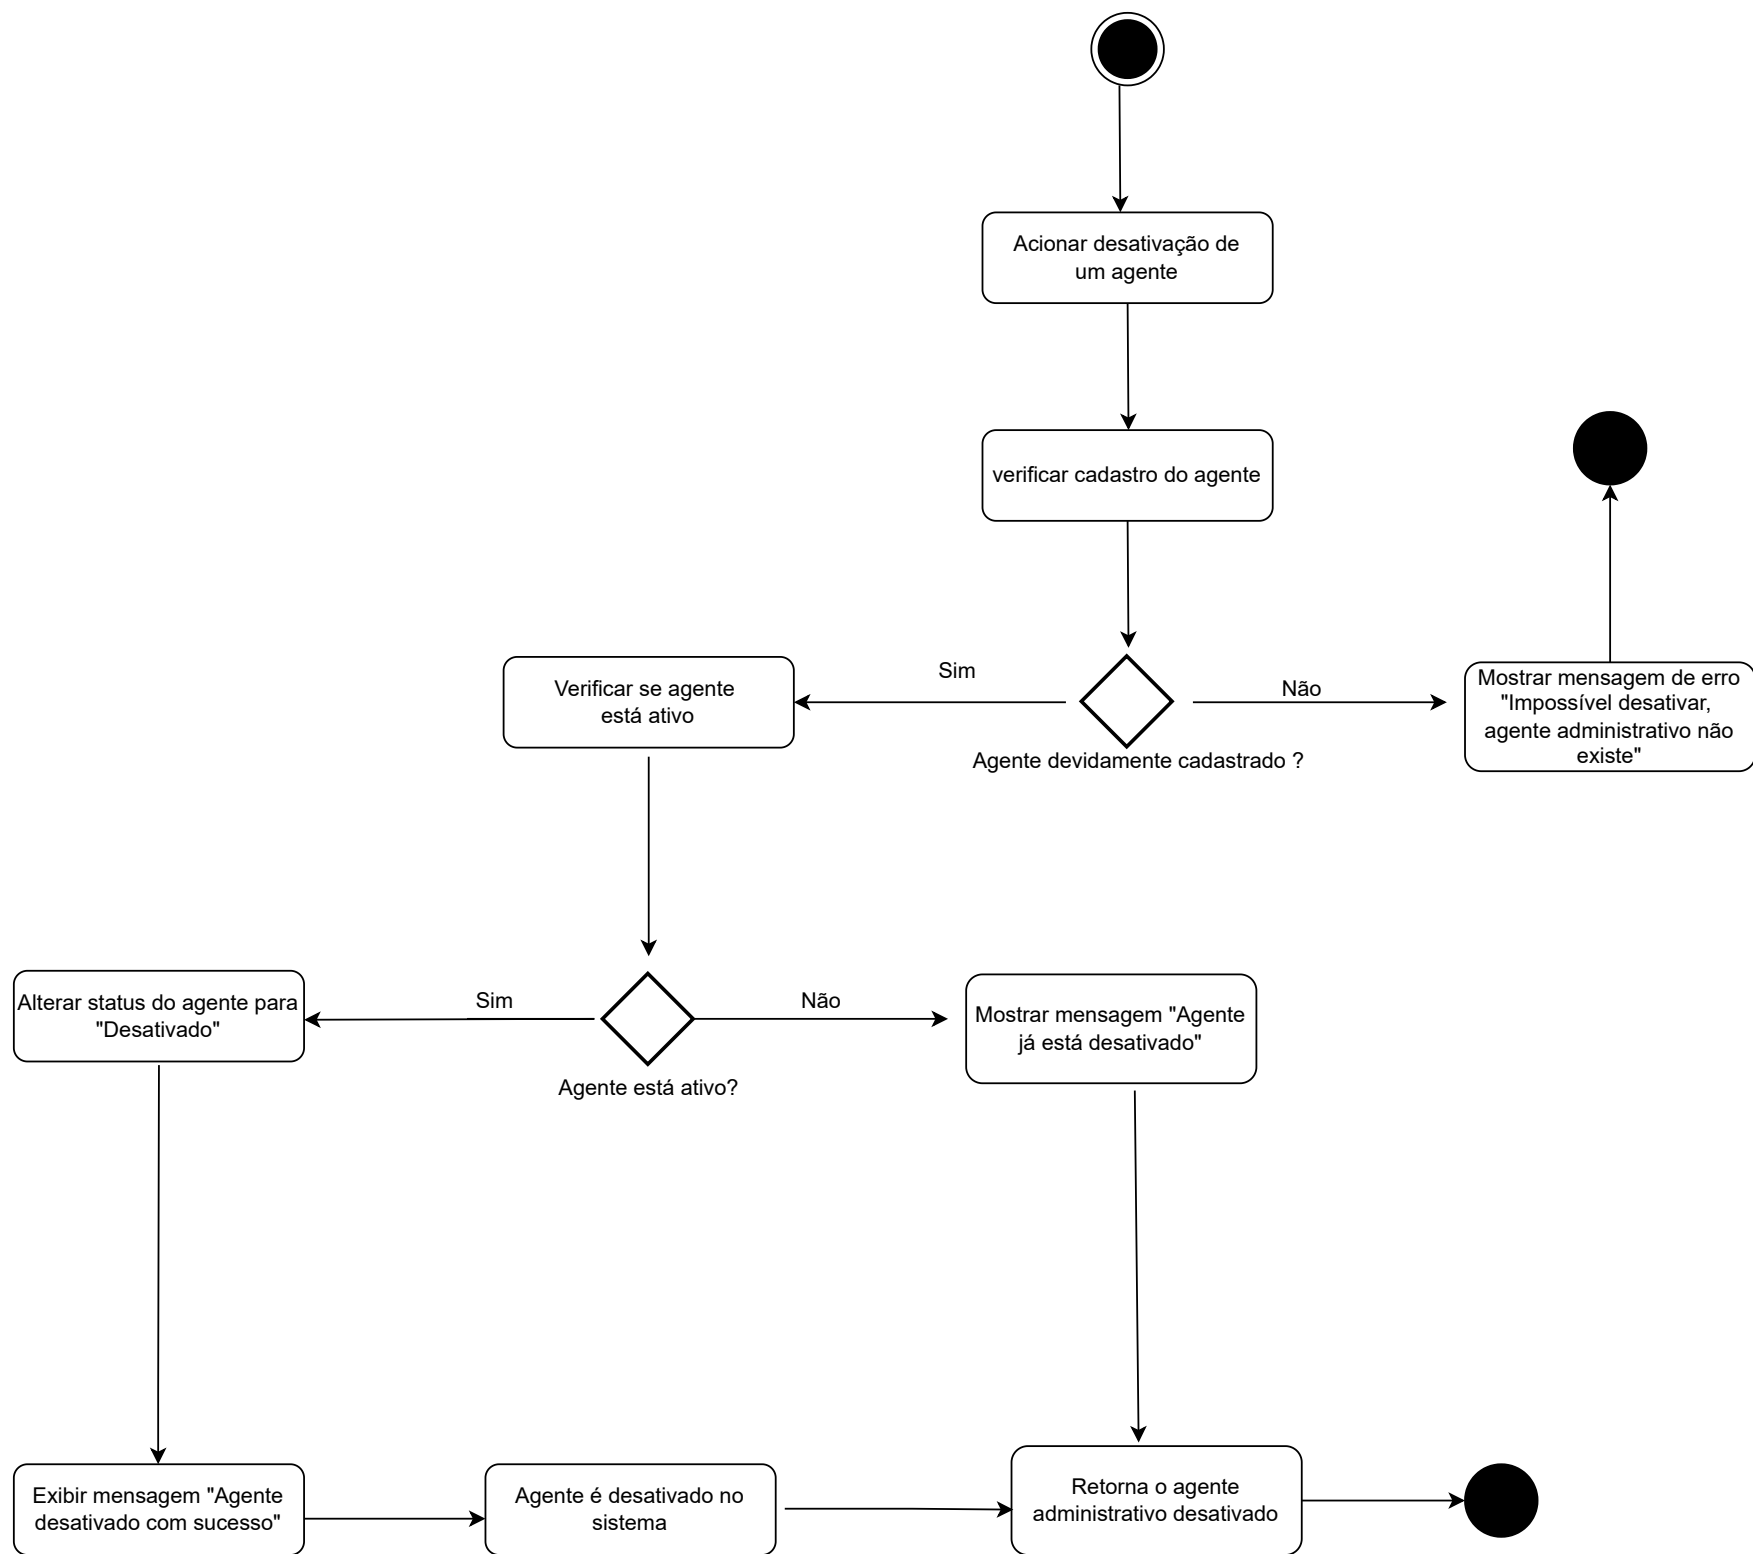 Acionar desativação de
um agente
verificar cadastro do agente
Sim
Não
Verificar se agente
está ativo
Agente devidamente cadastrado ?
Mostrar mensagem de erro
"Impossível desativar,
agente administrativo não
existe"
Alterar status do agente para
"Desativado"
Sim
Não
Agente está ativo?
Mostrar mensagem "Agente
já está desativado"
Exibir mensagem "Agente
desativado com sucesso"
Agente é desativado no
sistema
Retorna o agente
administrativo desativado